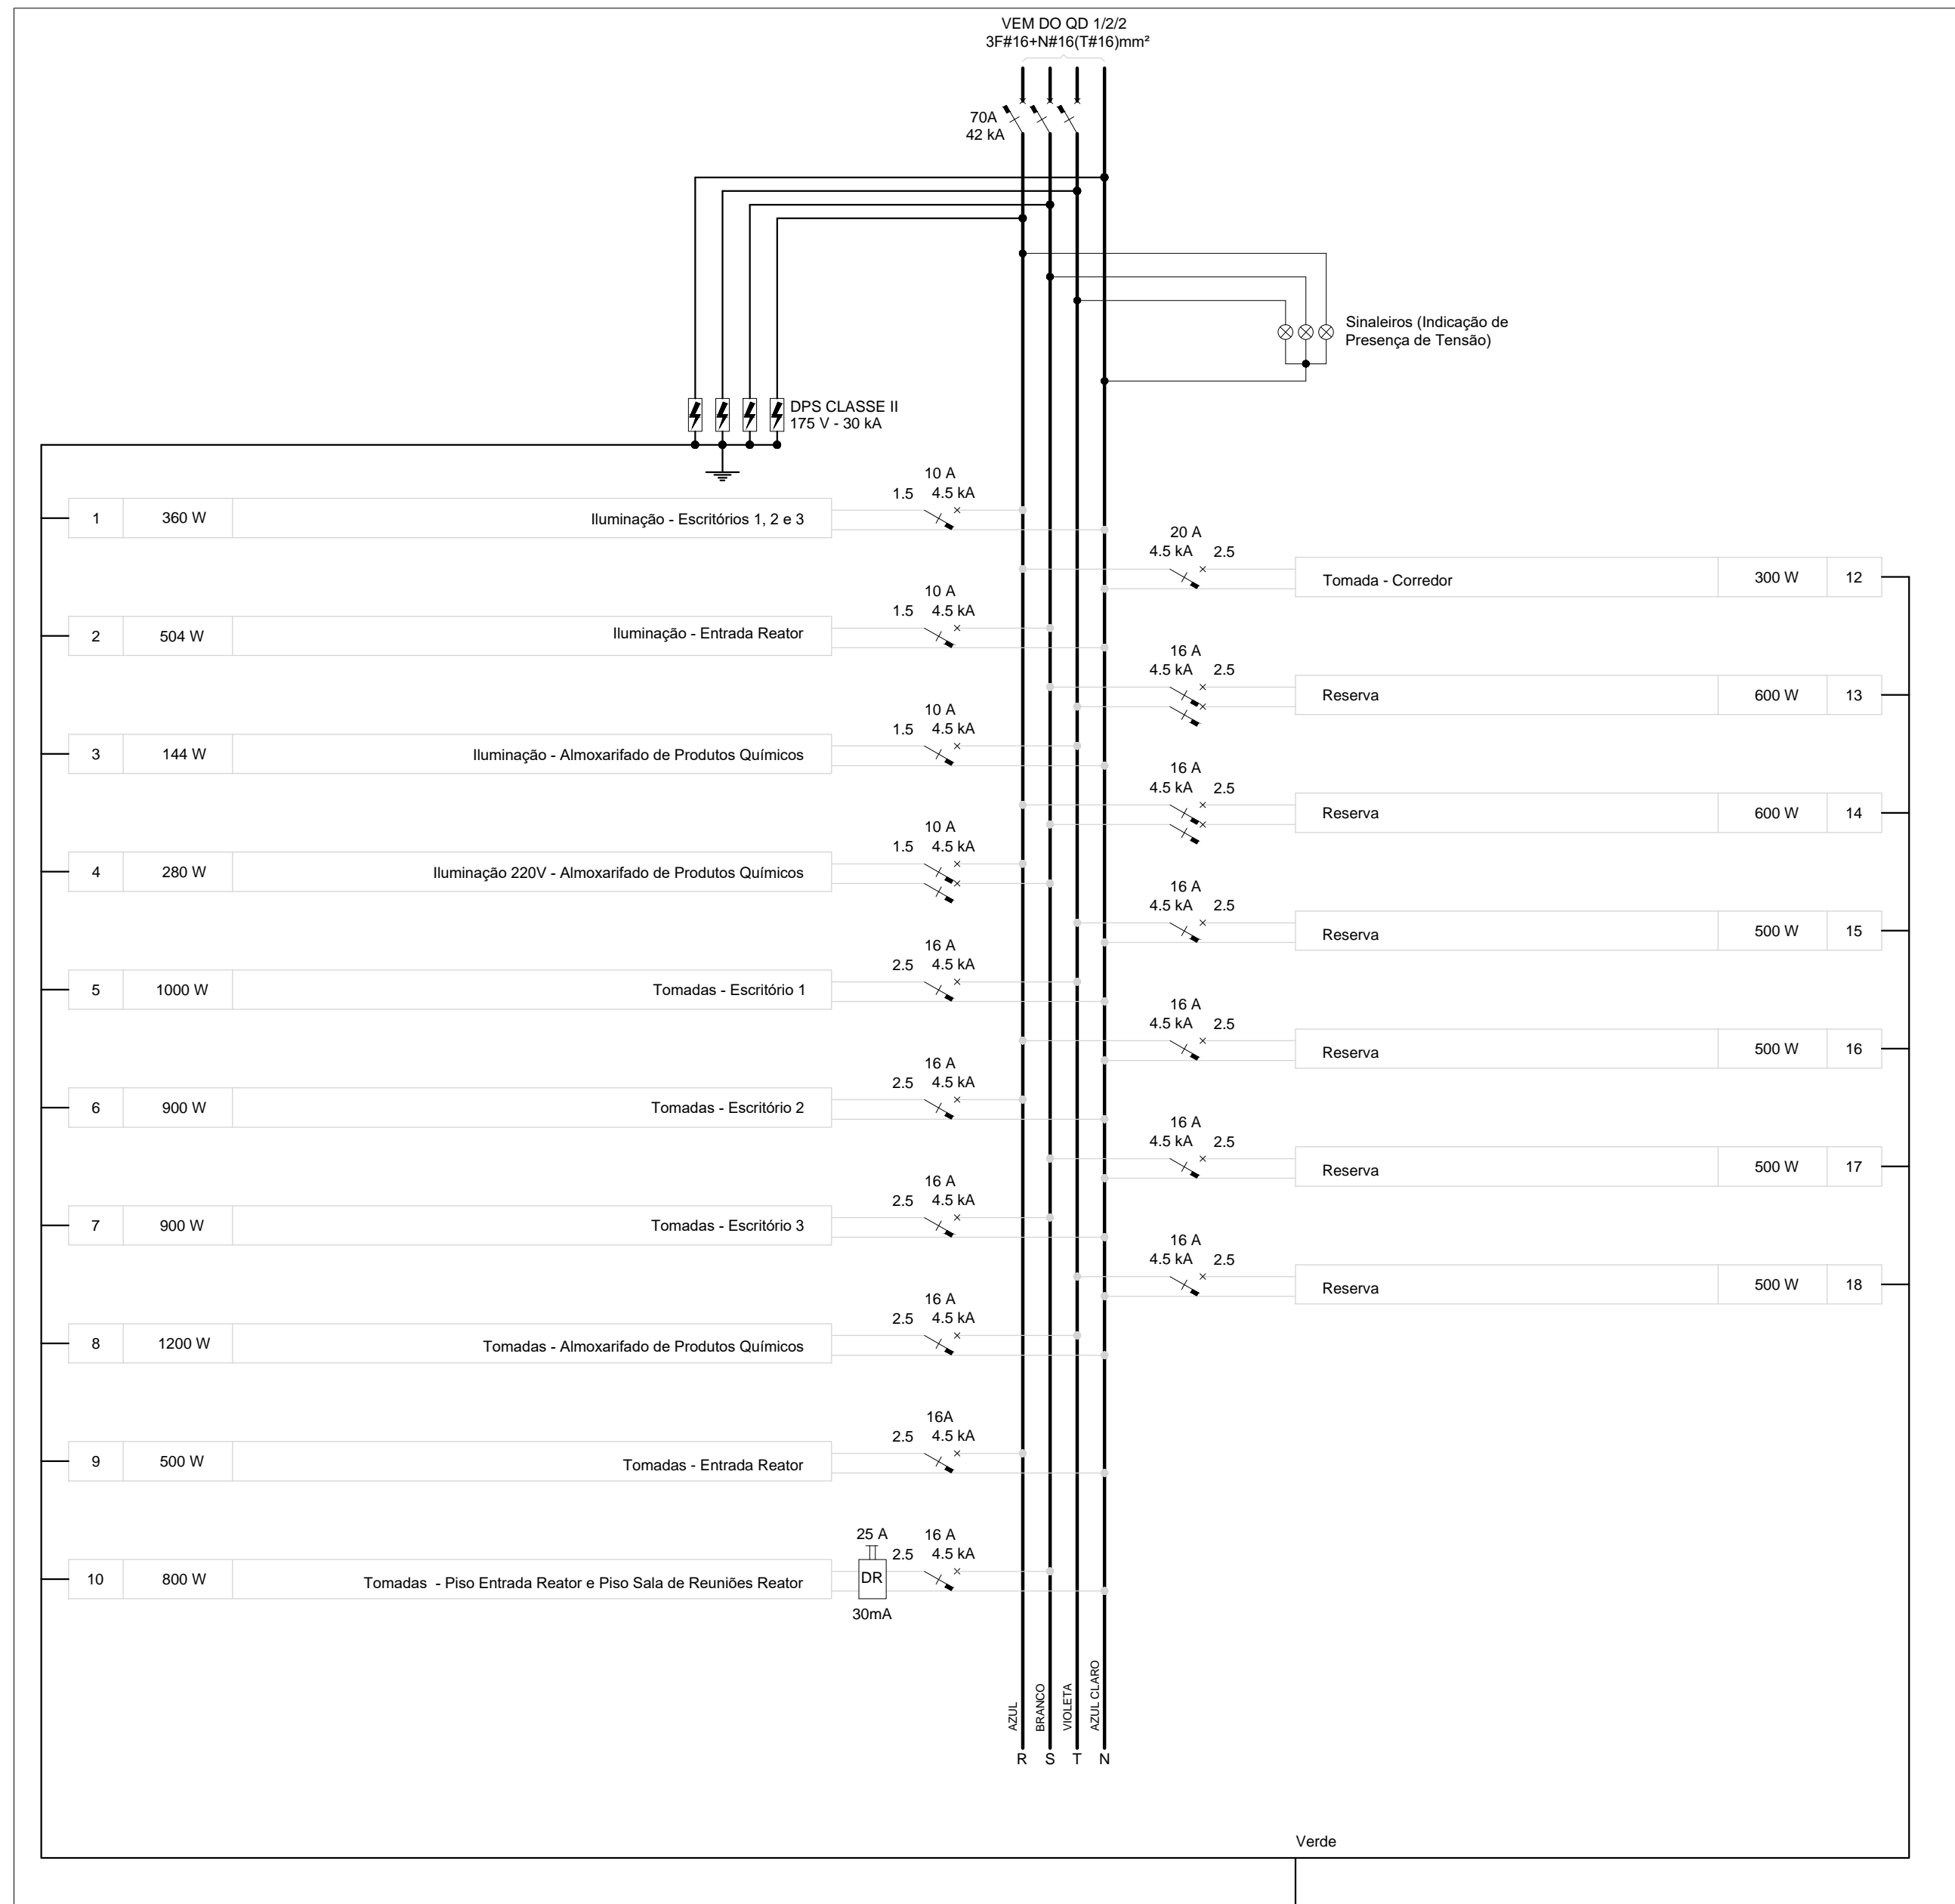 VEM DO QD 1/2/2
3F#16+N#16(T#16)mm²
70A
42 kA
Sinaleiros (Indicação de
Presença de Tensão)
DPS CLASSE II
175 V - 30 kA
10 A
1.5 4.5 kA
1 360 W Iluminação - Escritórios 1, 2 e 3
10 A
1.5 4.5 kA
2 504 W Iluminação - Entrada Reator
10 A
1.5 4.5 kA
3 144 W Iluminação - Almoxarifado de Produtos Químicos
10 A
1.5 4.5 kA
4 280 W Iluminação 220V - Almoxarifado de Produtos Químicos
16 A
2.5 4.5 kA
5 1000 W Tomadas - Escritório 1
16 A
2.5 4.5 kA
6 900 W Tomadas - Escritório 2
16 A
2.5 4.5 kA
7 900 W Tomadas - Escritório 3
16 A
2.5 4.5 kA
8 1200 W Tomadas - Almoxarifado de Produtos Químicos
16A
2.5 4.5 kA
9 500 W Tomadas - Entrada Reator
25 A 16 A
2.5 4.5 kA
10 800 W Tomadas - Piso Entrada Reator e Piso Sala de Reuniões Reator DR
30mA
20 A
4.5 kA 2.5
Tomada - Corredor 300 W 12
16 A
4.5 kA 2.5
Reserva 600 W 13
16 A
4.5 kA 2.5
Reserva 600 W 14
16 A
4.5 kA 2.5
Reserva 500 W 15
16 A
4.5 kA 2.5
Reserva 500 W 16
16 A
4.5 kA 2.5
Reserva 500 W 17
16 A
4.5 kA 2.5
Reserva 500 W 18
AZUL
BRANCO
VIOLETA
AZUL CLARO
R S T N
Verde